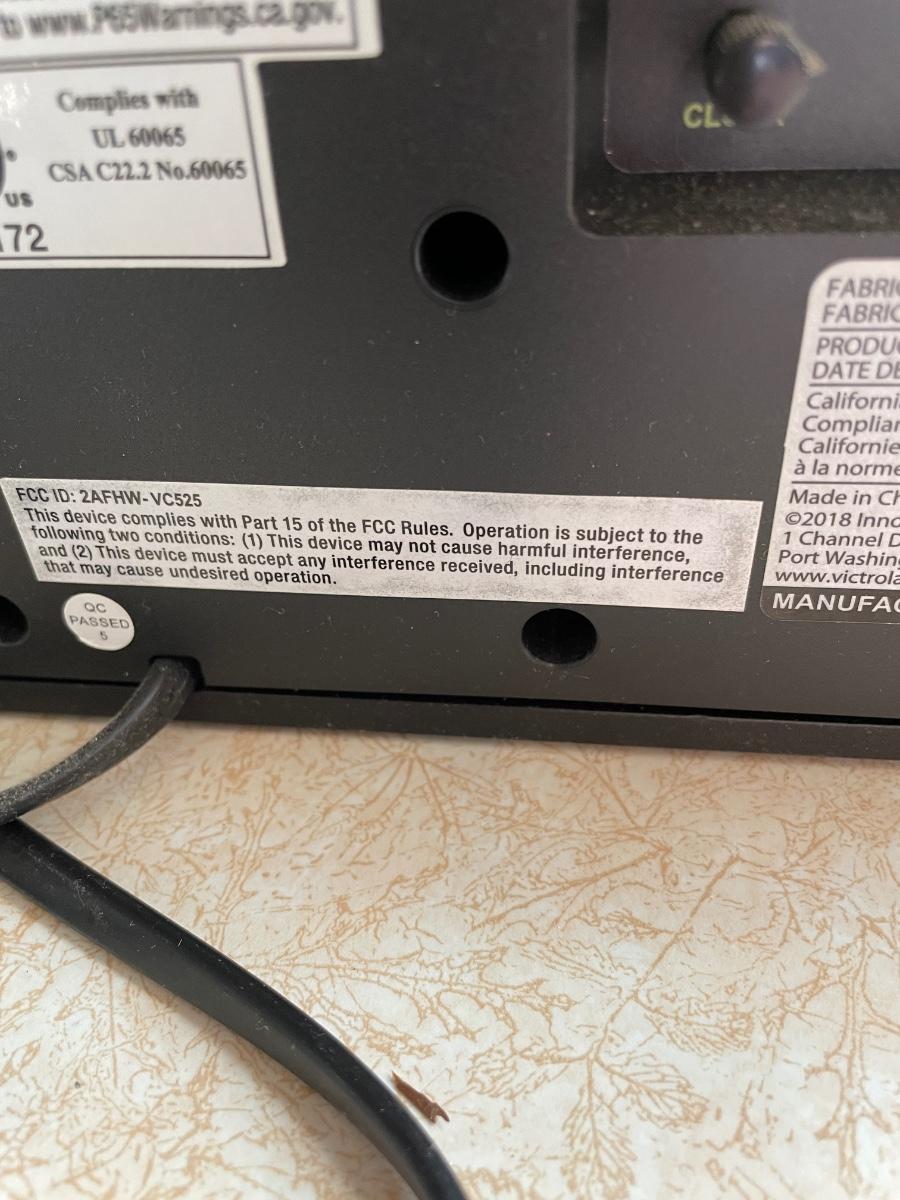 to www.P65Warnings.ca.gov.
Complies with
UL 60065
CSA C22.2 No.60065
®
US
172
FABRIC
FABRIC
PRODUC
DATE DE
Californi
Complian
Californie
à la norme
Made in Ch
©2018 Inno
1 Channel D
Port Washin
www.victrola
MANUFAC
FCC ID: 2AFHW-VC525
This device complies with Part 15 of the FCC Rules. Operation is subject to the
following two conditions: (1) This device may not cause harmful interference,
and (2) This device must accept any interference received, including interference
that may cause undesired operation.
QC
PASSED
5